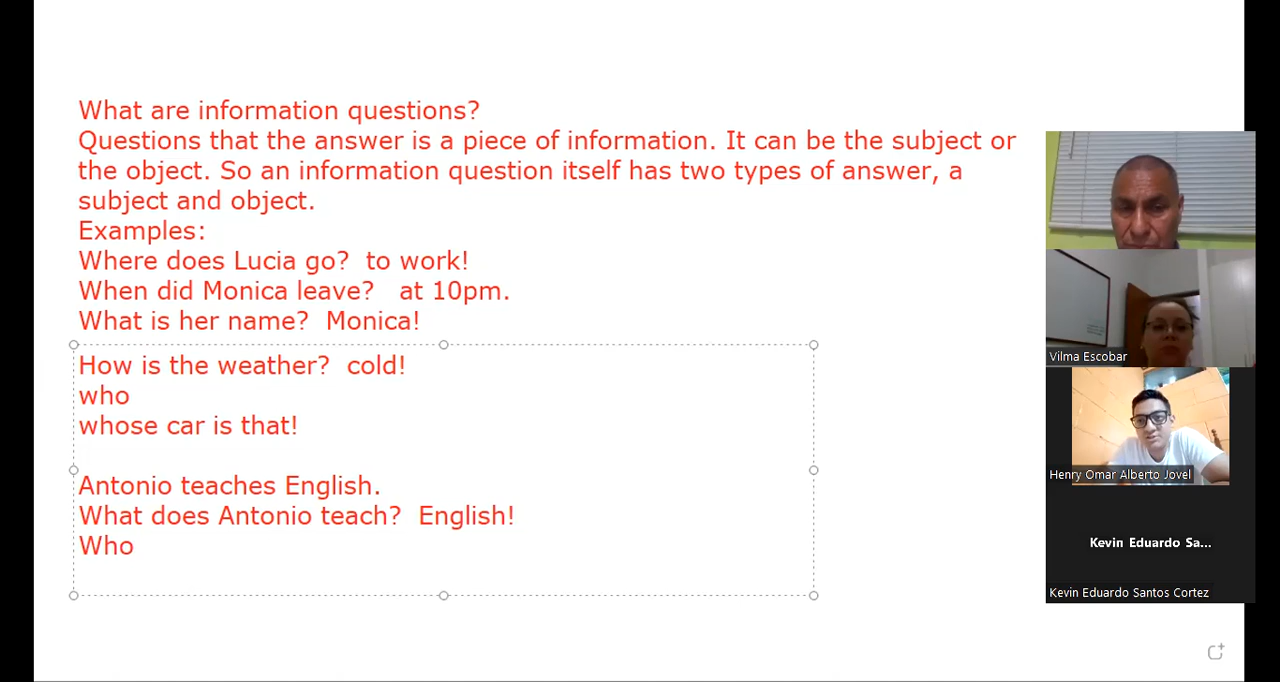 What are information questions?
Questions that the answer is a piece of information. It can be the subject or
the object. So an information question itself has two types of answer, a
subject and object.
Examples:
Where does Lucia go?  to work!
When did Monica leave?   at 10pm.
What is her name?  Monica!
How is the weather?  cold!
who
whose car is that!
Antonio teaches English.
What does Antonio teach?  English!
Who
Vilma Escobar
Henry Omar Alberto Jovel
Kevin Eduardo Sa...
Kevin Eduardo Santos Cortez